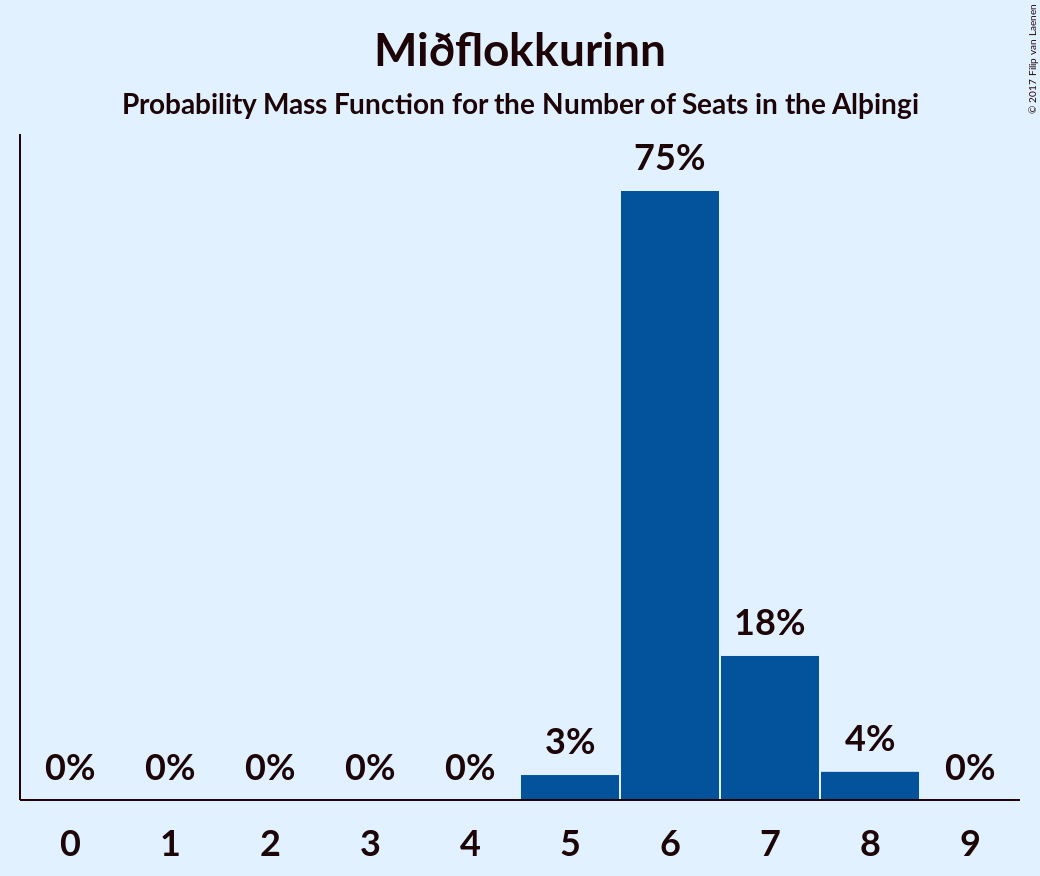 Miðflokkurinn
Probability Mass Function for the Number of Seats in the Alþingi
© 2017 Filip van Laenen
75%
18%
3%
4%
0% 0% 0% 0% 0% 0%
0 1 2 3 4 5 6 7 8 9